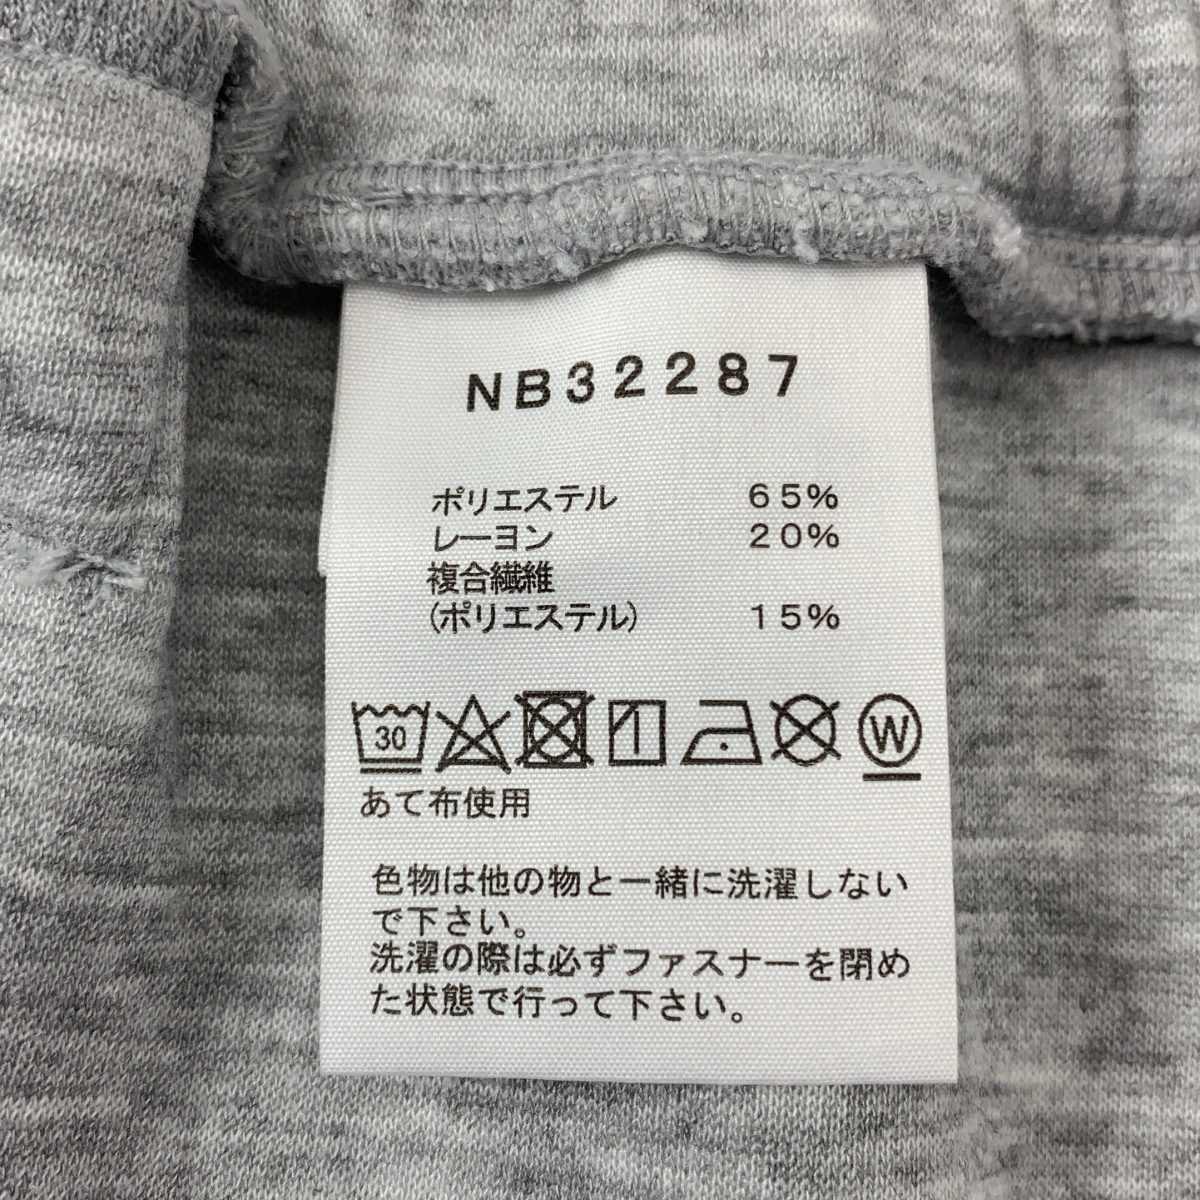 NB32287
ポリエステル 65%
レーヨン 20%
複合繊維
(ポリエステル) 15%
30 W
あて布使用
色物は他の物と一緒に洗濯しない
で下さい。
洗濯の際は必ずファスナーを閉め
た状態で行って下さい。